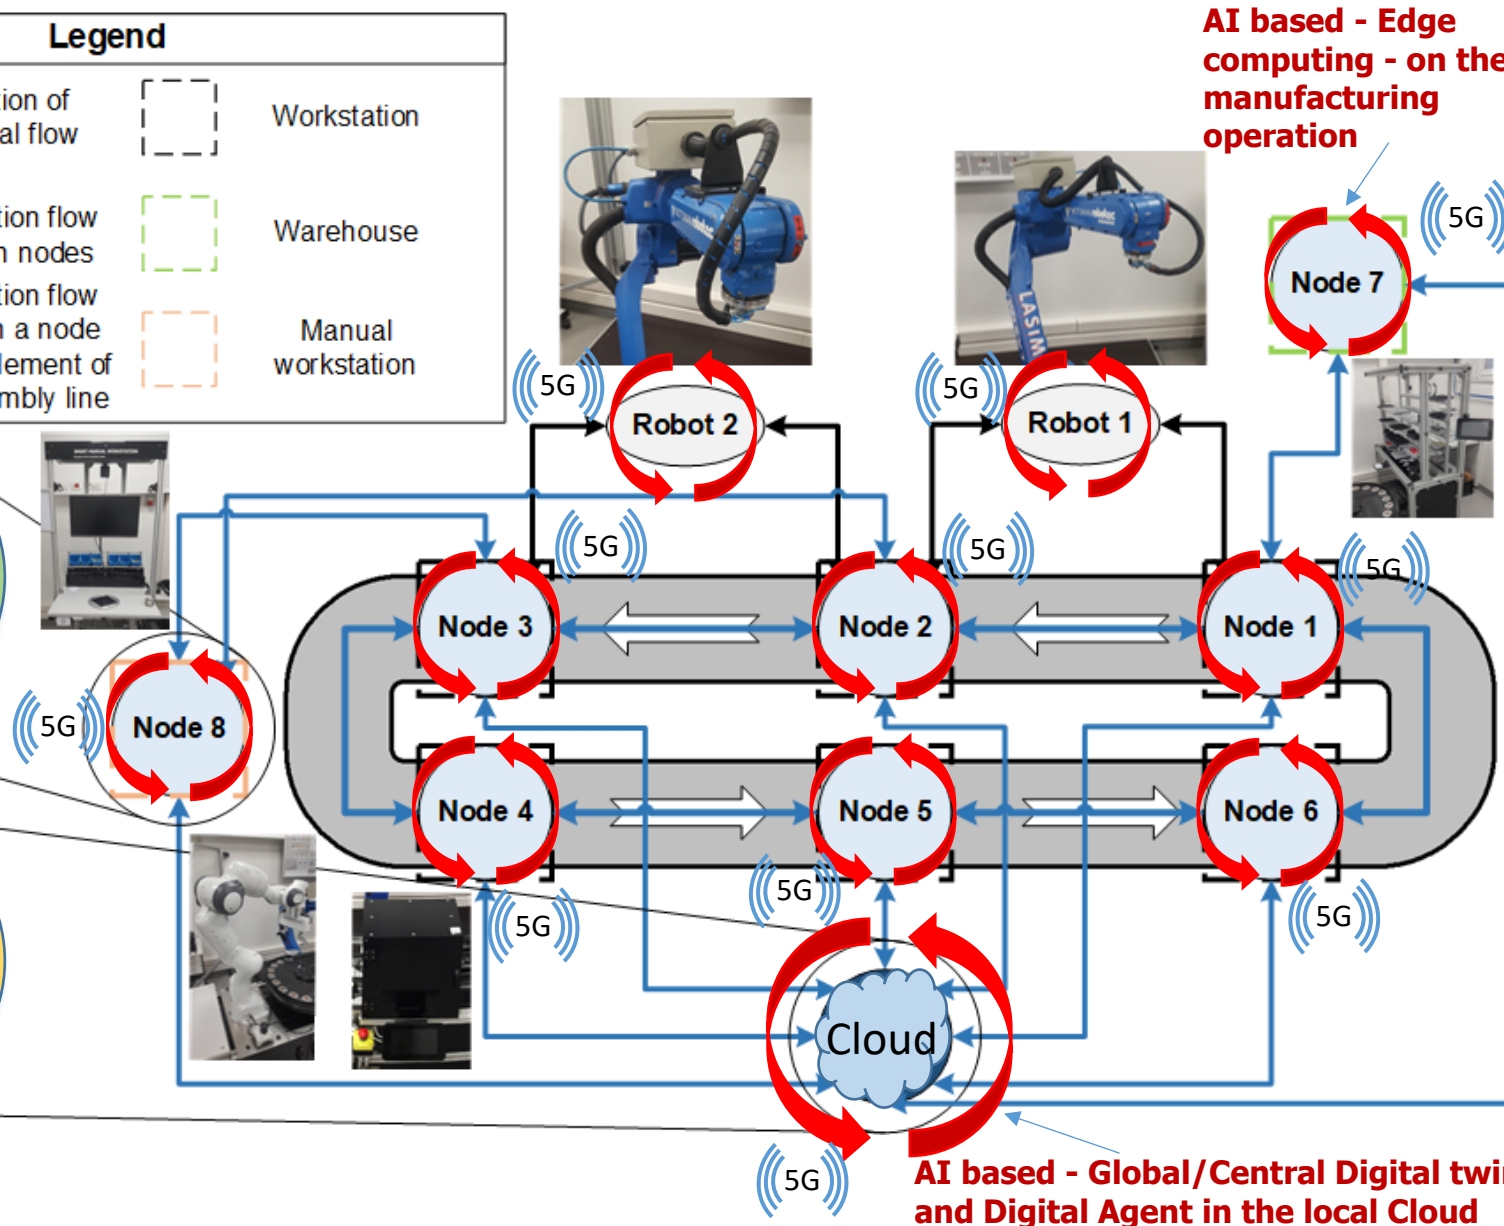 Legend
tion of
al flow
Workstation
tion flow
n nodes
Warehouse
tion flow
n a node
lement of
mbly line
Manual
workstation
AI based - Edge
computing - on the
manufacturing
operation
5G
Node 7
LASIM
5G
Robot 2
5G
Robot 1
5G
5G
5G
Node 3
Node 2
Node 1
5G
Node 8
Node 4
Node 5
Node 6
5G
5G
5G
Cloud
5G
AI based - Global/Central Digital twin
and Digital Agent in the local Cloud